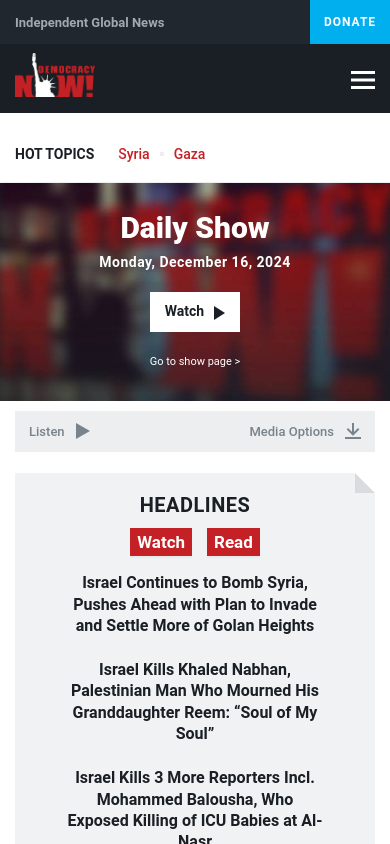 Independent Global News
DONATE
DEMOCRACY
NOW!
HOT TOPICS
Syria
Gaza
Daily Show
Monday, December 16, 2024
Watch
Go to show page >
Listen
Media Options
HEADLINES
Watch
Read
Israel Continues to Bomb Syria,
Pushes Ahead with Plan to Invade
and Settle More of Golan Heights
Israel Kills Khaled Nabhan,
Palestinian Man Who Mourned His
Granddaughter Reem: “Soul of My
Soul”
Israel Kills 3 More Reporters Incl.
Mohammed Balousha, Who
Exposed Killing of ICU Babies at Al-
Nasr